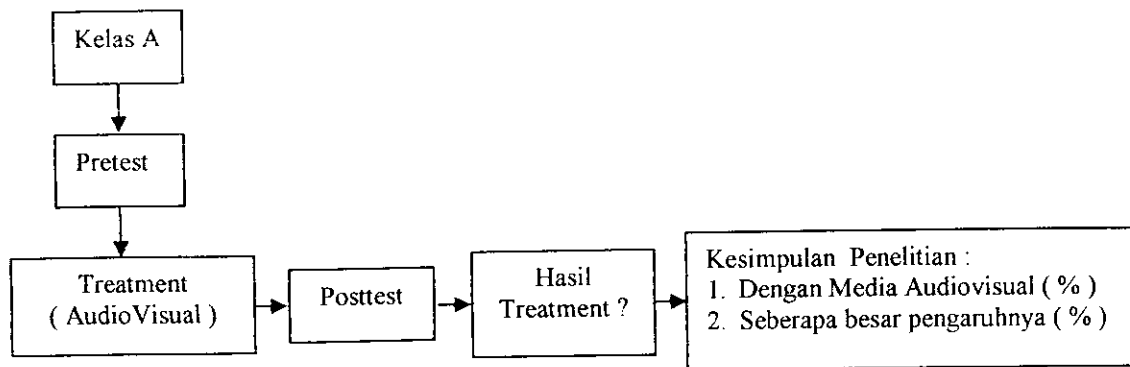 Kelas A
Pretest
Treatment
( AudioVisual )
Posttest
Hasil
Treatment ?
Kesimpulan Penelitian :
1. Dengan Media Audiovisual ( % )
2. Seberapa besar pengaruhnya ( % )